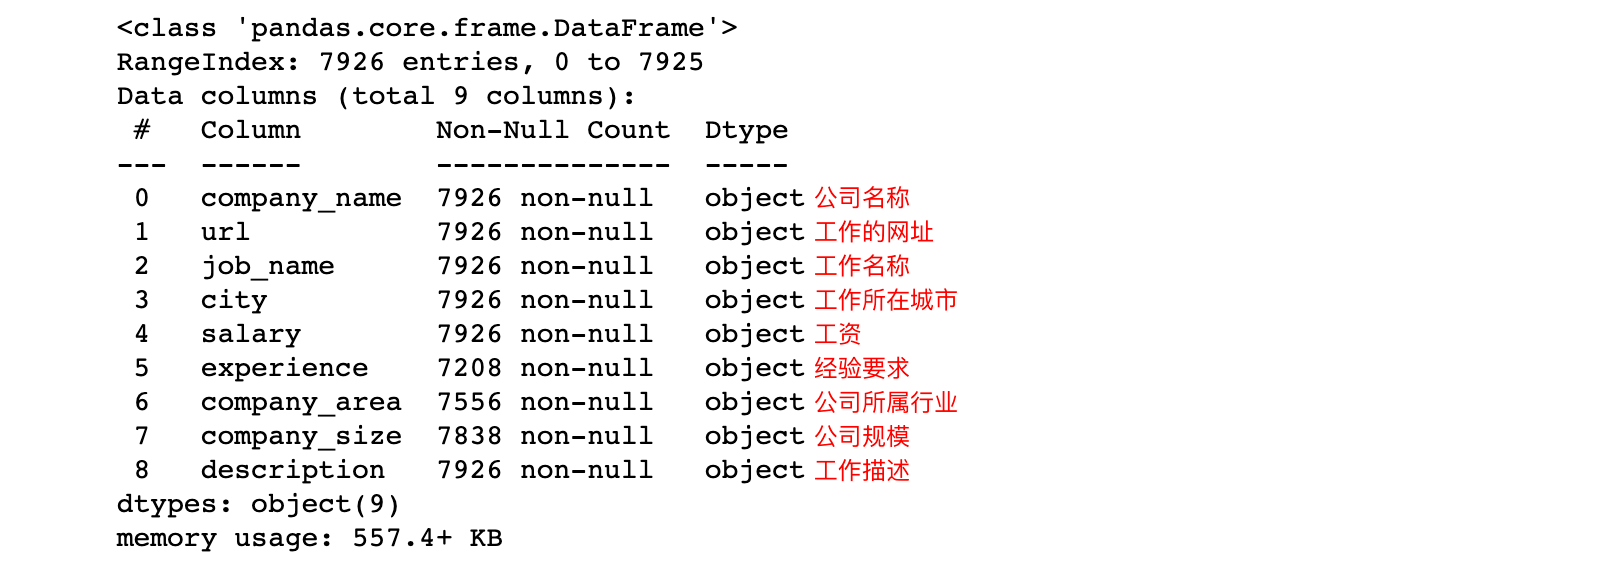 <class 'pandas.core.frame.DataFrame'>
RangeIndex: 7926 entries, 0 to 7925
Data columns (total 9 columns):
 #   Column        Non-Null Count  Dtype
---  ------        --------------  -----
 0   company_name  7926 non-null   object 公司名称
 1   url           7926 non-null   object 工作的网址
 2   job_name      7926 non-null   object 工作名称
 3   city          7926 non-null   object 工作所在城市
 4   salary        7926 non-null   object 工资
 5   experience    7208 non-null   object 经验要求
 6   company_area  7556 non-null   object 公司所属行业
 7   company_size  7838 non-null   object 公司规模
 8   description   7926 non-null   object 工作描述
dtypes: object(9)
memory usage: 557.4+ KB